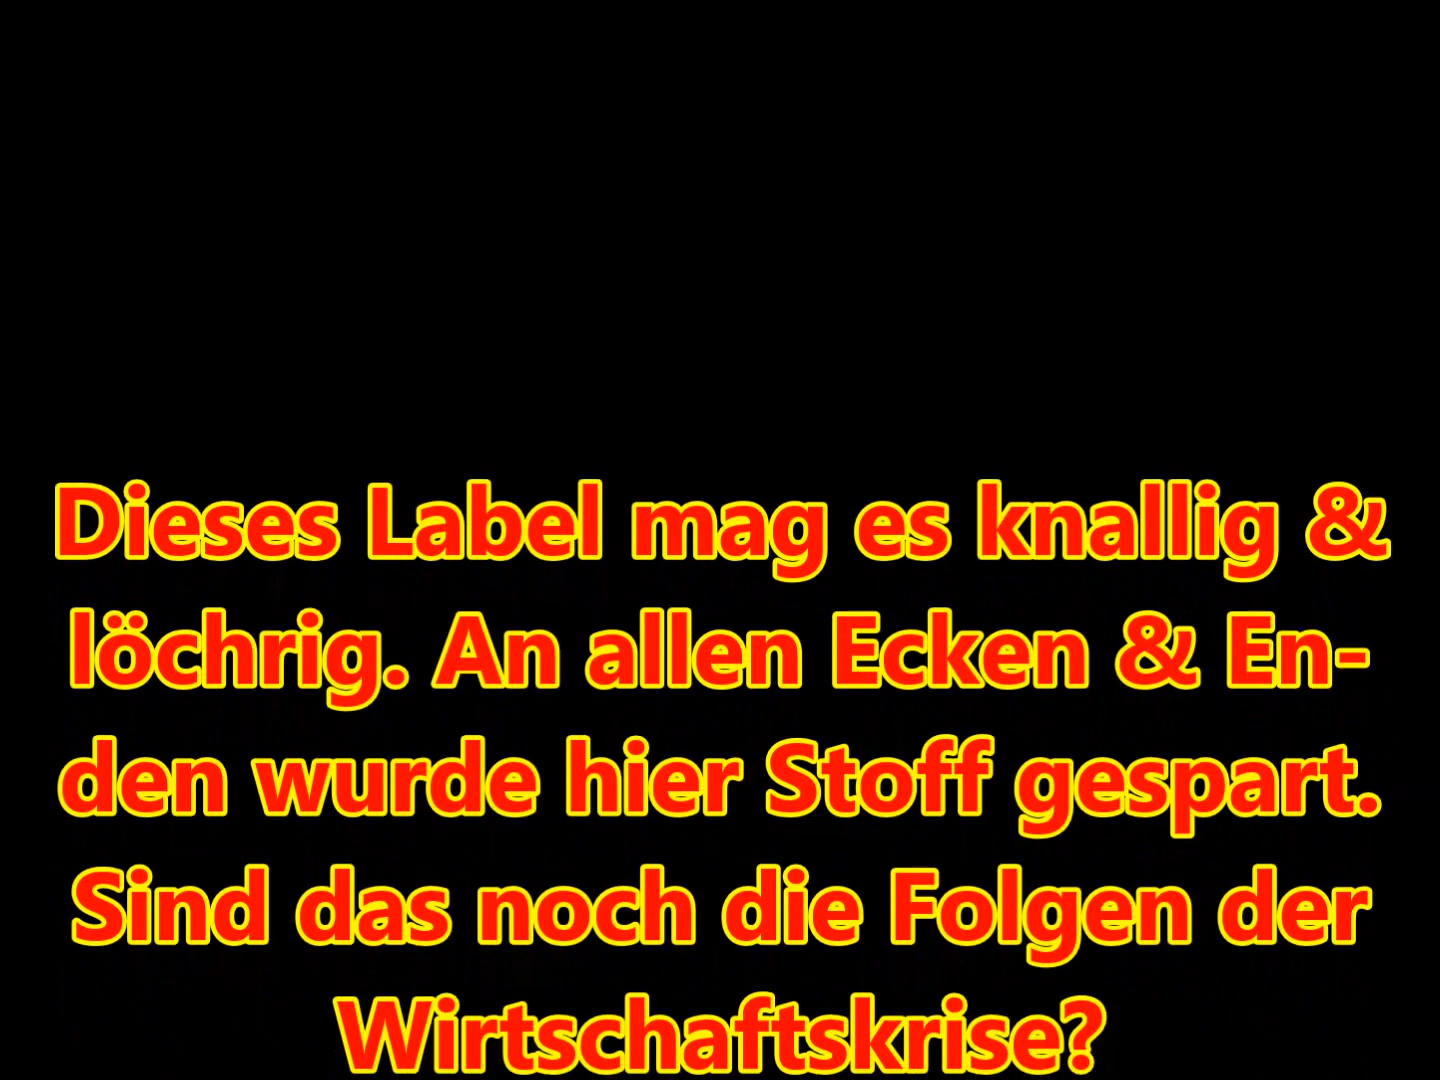 Dieses Label mag es knallig &
löchrig. An allen Ecken & En-
den wurde hier Stoff gespart.
Sind das noch die Folgen der
Wirtschaftskrise?